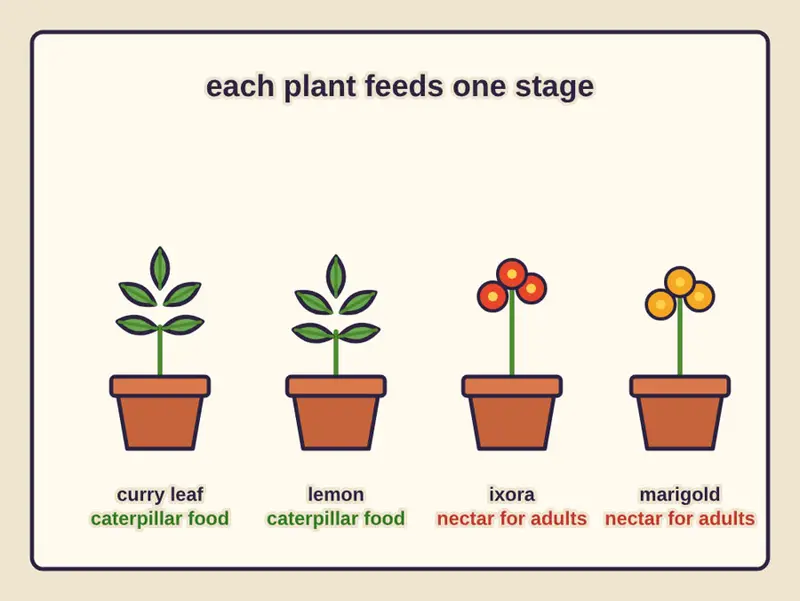 each plant feeds one stage
curry leaf
caterpillar food
lemon
caterpillar food
ixora
nectar for adults
marigold
nectar for adults